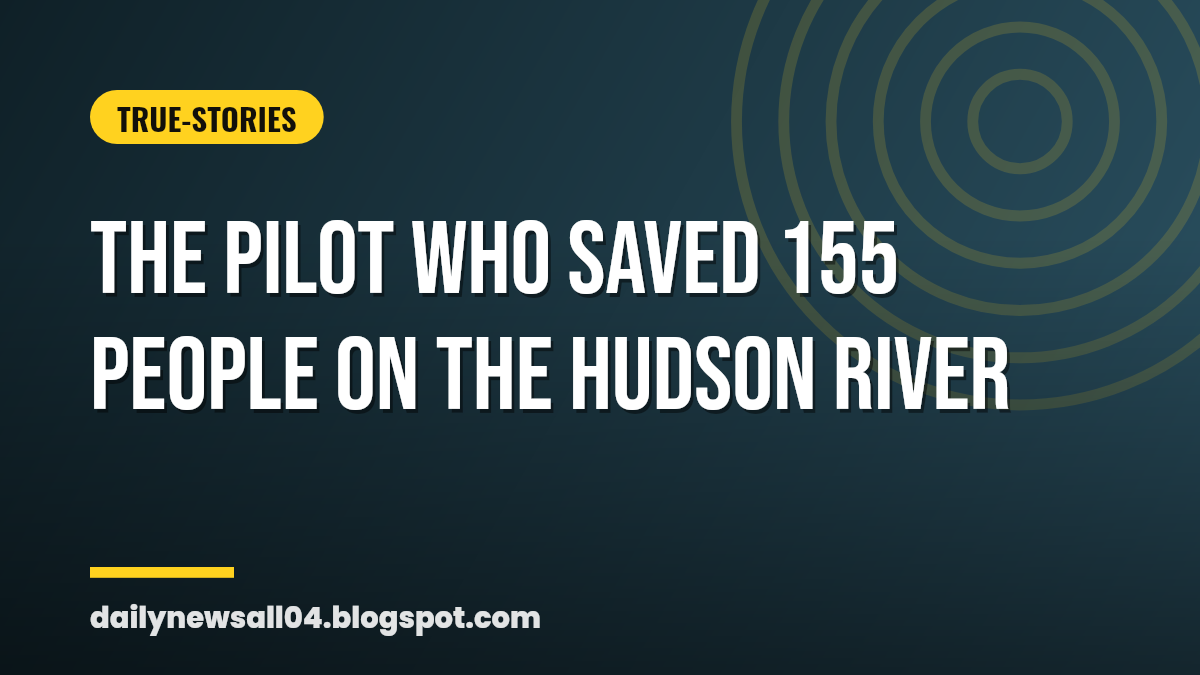 TRUE-STORIES
THE PILOT WHO SAVED 155
PEOPLE ON THE HUDSON RIVER
dailynewsall04.blogspot.com